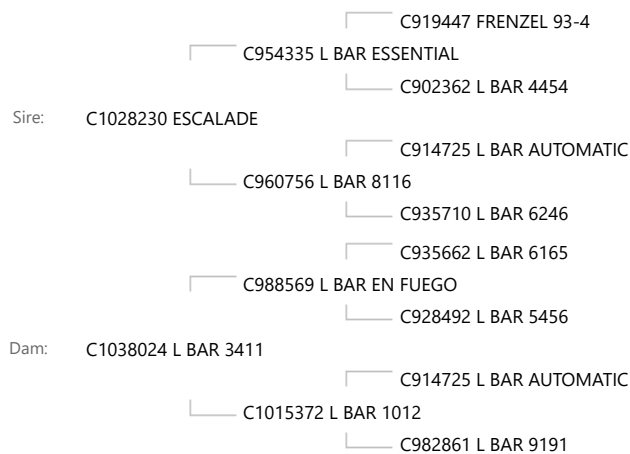 C919447 FRENZEL 93-4
C954335 L BAR ESSENTIAL
C902362 L BAR 4454
Sire: C1028230 ESCALADE
C914725 L BAR AUTOMATIC
C960756 L BAR 8116
C935710 L BAR 6246
C935662 L BAR 6165
C988569 L BAR EN FUEGO
C928492 L BAR 5456
Dam: C1038024 L BAR 3411
C914725 L BAR AUTOMATIC
C1015372 L BAR 1012
C982861 L BAR 9191